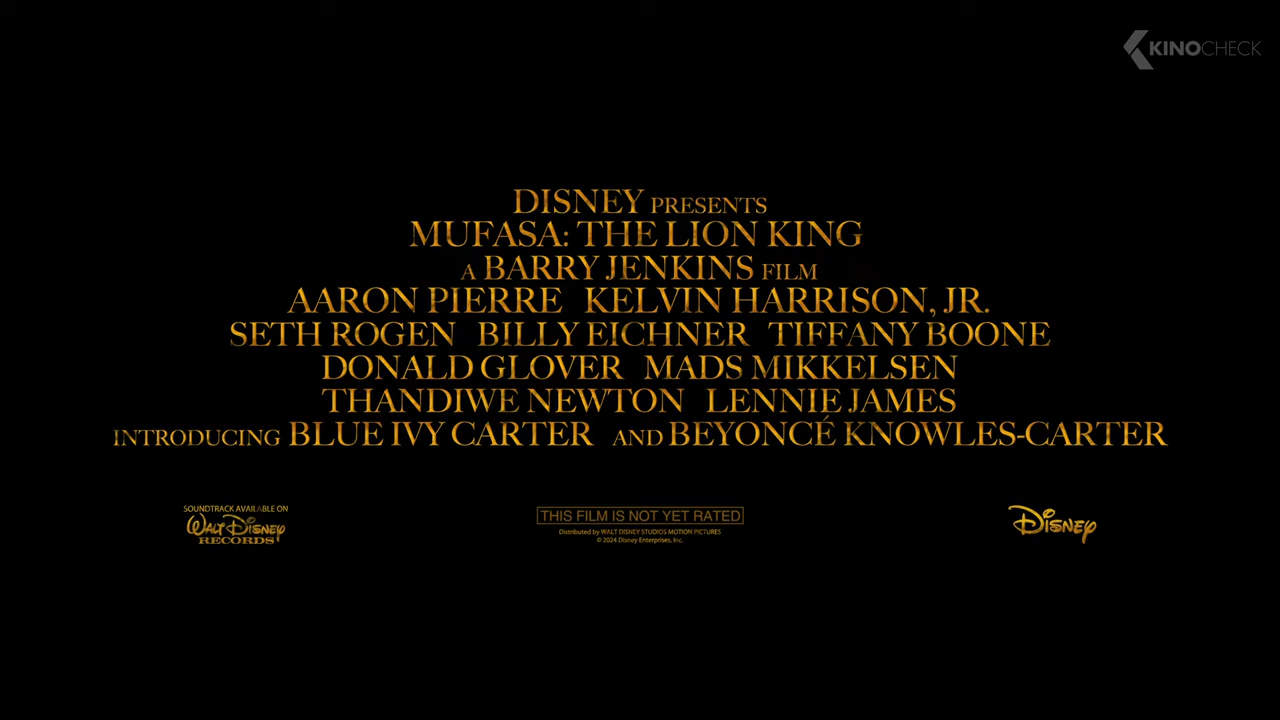 KINOCHECK
DISNEY PRESENTS
MUFASA: THE LION KING
A BARRY JENKINS FILM
AARON PIERRE KELVIN HARRISON, JR.
SETH ROGEN BILLY EICHNER TIFFANY BOONE
DONALD GLOVER MADS MIKKELSEN
THANDIWE NEWTON LENNIE JAMES
INTRODUCING BLUE IVY CARTER AND BEYONCÉ KNOWLES-CARTER
SOUNDTRACK AVAILABLE ON
WALT DISNEY
RECORDS
THIS FILM IS NOT YET RATED
Distributed by WALT DISNEY STUDIOS MOTION PICTURES
© 2024 Disney Enterprises, Inc.
Disney